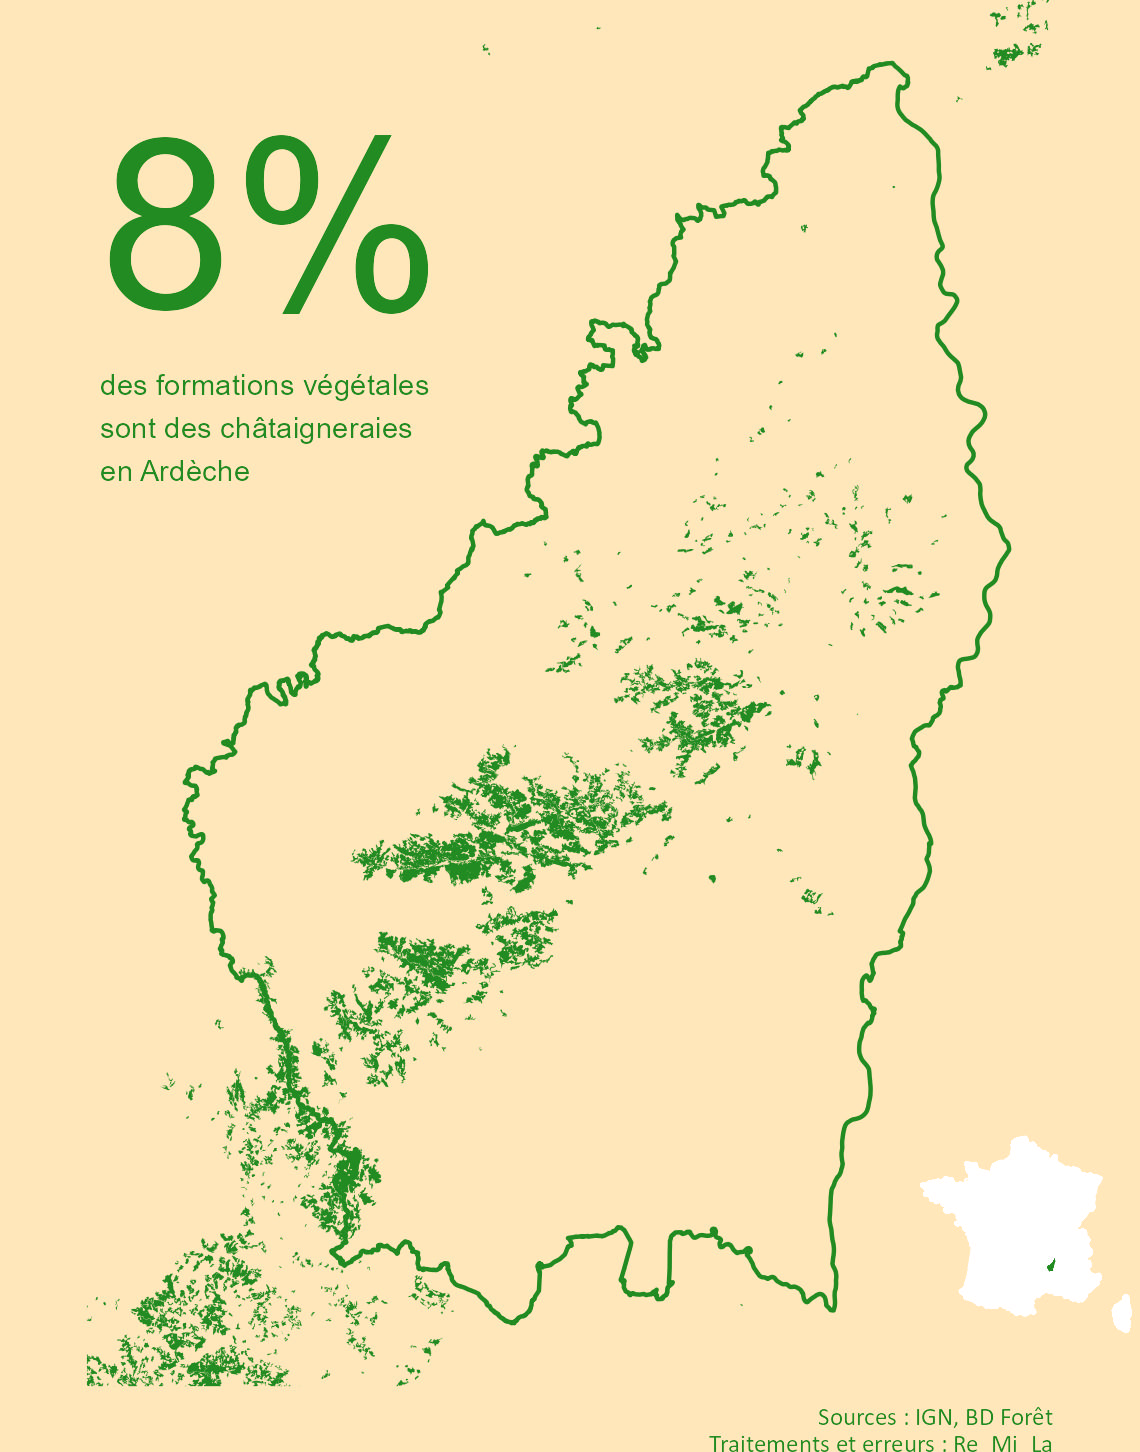 8%
des formations végétales
sont des châtaigneraies
en Ardèche
Sources : IGN, BD Forêt
Traitements et erreurs : Re_Mi_La